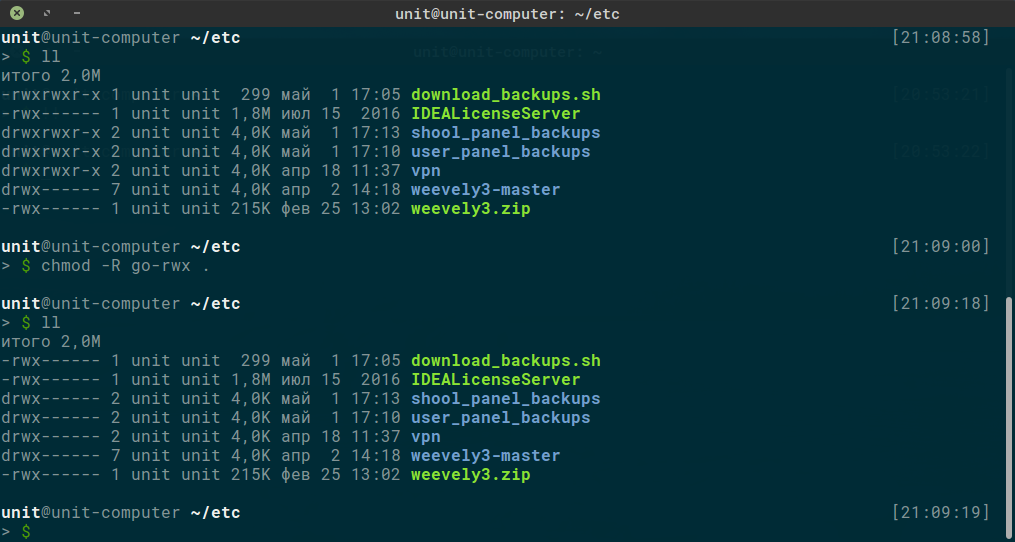 unit@unit-computer: ~/etc
unit@unit-computer ~/etc [21:08:58]
> $ ll
итого 2,0M
-rwxrwxr-x 1 unit unit  299 май  1 17:05 download_backups.sh
-rwx------ 1 unit unit 1,8M июл 15  2016 IDEALicenseServer
drwxrwxr-x 2 unit unit 4,0K май  1 17:13 shool_panel_backups
drwxrwxr-x 2 unit unit 4,0K май  1 17:10 user_panel_backups
drwxrwxr-x 2 unit unit 4,0K апр 18 11:37 vpn
drwx------ 7 unit unit 4,0K апр  2 14:18 weevely3-master
-rwx------ 1 unit unit 215K фев 25 13:02 weevely3.zip
unit@unit-computer ~/etc [21:09:00]
> $ chmod -R go-rwx .
unit@unit-computer ~/etc [21:09:18]
> $ ll
итого 2,0M
-rwx------ 1 unit unit  299 май  1 17:05 download_backups.sh
-rwx------ 1 unit unit 1,8M июл 15  2016 IDEALicenseServer
drwx------ 2 unit unit 4,0K май  1 17:13 shool_panel_backups
drwx------ 2 unit unit 4,0K май  1 17:10 user_panel_backups
drwx------ 2 unit unit 4,0K апр 18 11:37 vpn
drwx------ 7 unit unit 4,0K апр  2 14:18 weevely3-master
-rwx------ 1 unit unit 215K фев 25 13:02 weevely3.zip
unit@unit-computer ~/etc [21:09:19]
> $